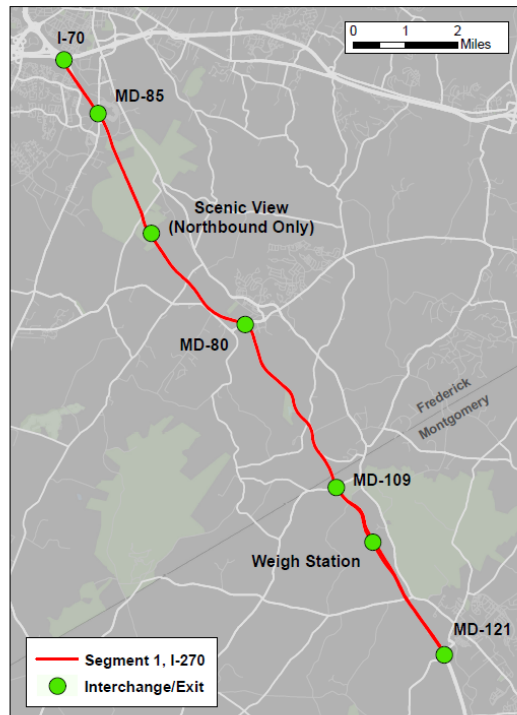 I-70
0 1 2
Miles
MD-85
Scenic View
(Northbound Only)
MD-80
Frederick
Montgomery
MD-109
Weigh Station
MD-121
Segment 1, I-270
Interchange/Exit